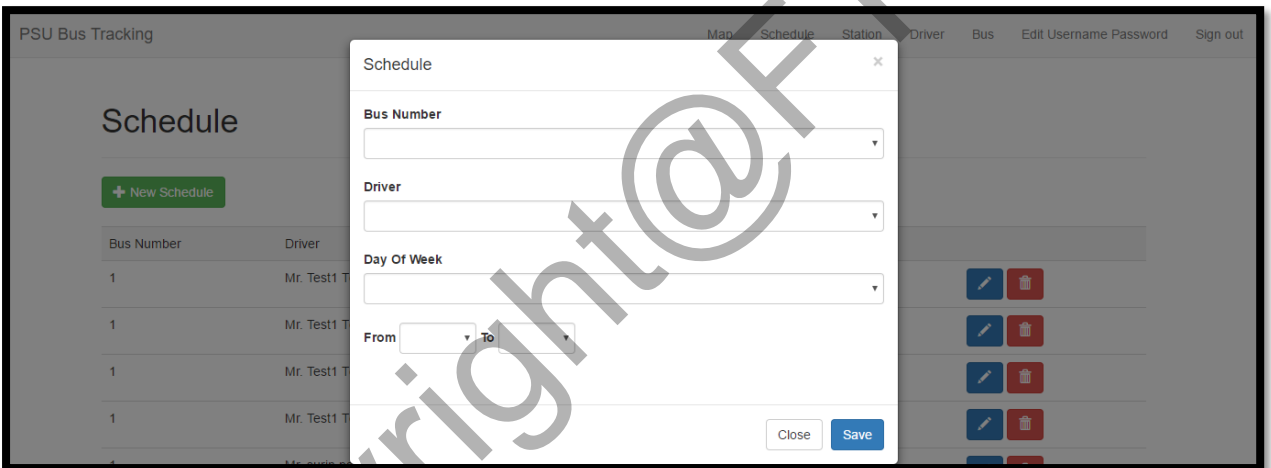 PSU Bus Tracking
Map Schedule Station Driver Bus Edit Username Password Sign out
Schedule ×
Bus Number
Driver
Day Of Week
From To
Close Save
Schedule
New Schedule
Bus Number Driver
1 Mr. Test1 T
1 Mr. Test1 T
1 Mr. Test1 T
1 Mr. Test1 T
right@F